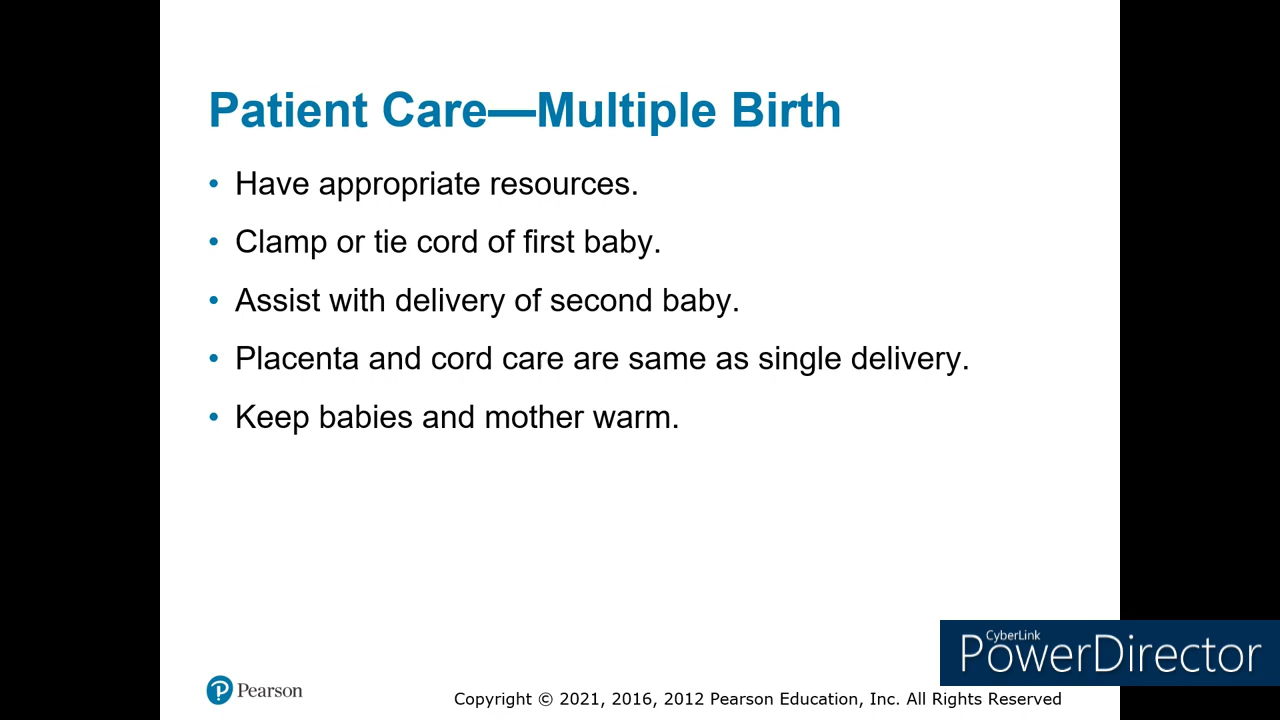 Patient Care—Multiple Birth
• Have appropriate resources.
• Clamp or tie cord of first baby.
• Assist with delivery of second baby.
• Placenta and cord care are same as single delivery.
• Keep babies and mother warm.
CyberLink
PowerDirector
Pearson
Copyright © 2021, 2016, 2012 Pearson Education, Inc. All Rights Reserved